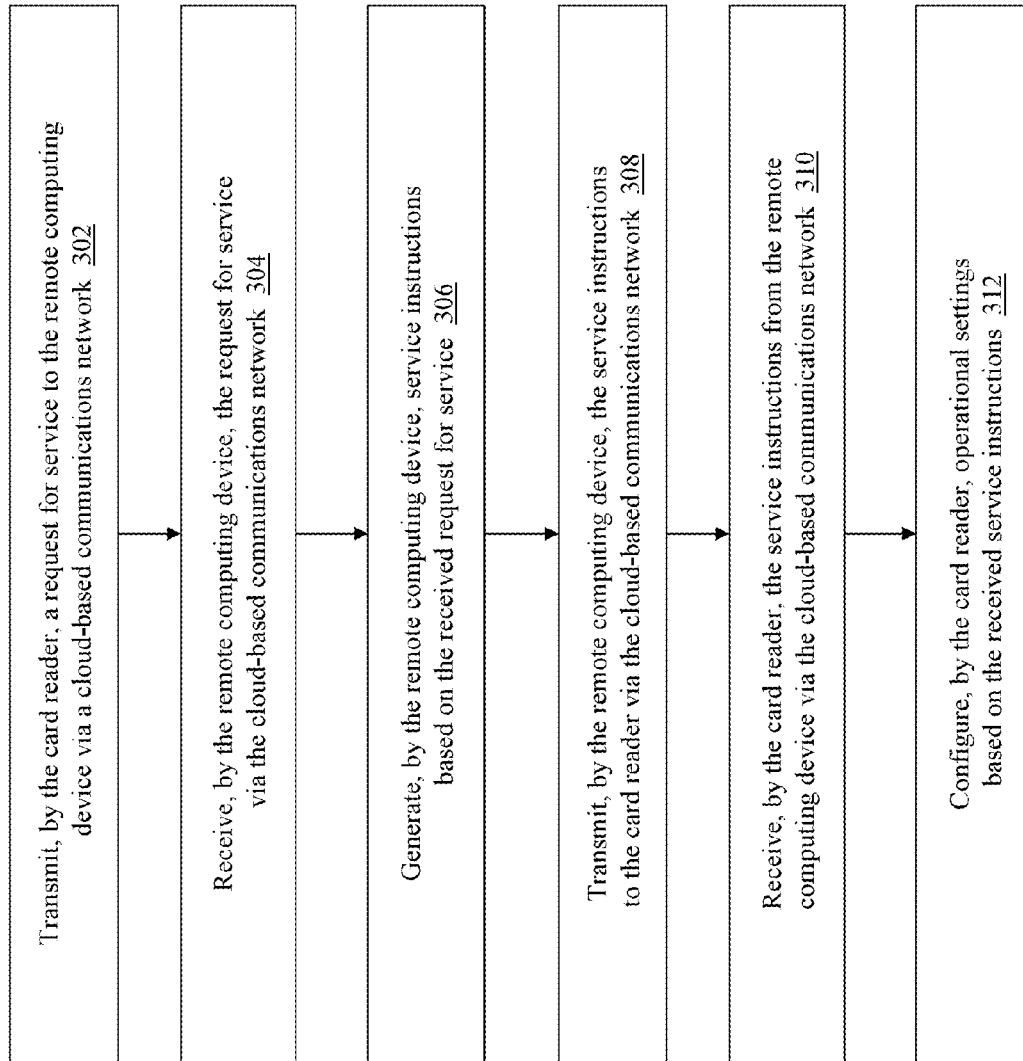 Transmit, by the card reader, a request for service to the remote computing
device via a cloud-based communications network 302
Receive, by the remote computing device, the request for service
via the cloud-based communications network 304
Generate, by the remote computing device, service instructions
based on the received request for service 306
Transmit, by the remote computing device, the service instructions
to the card reader via the cloud-based communications network 308
Receive, by the card reader, the service instructions from the remote
computing device via the cloud-based communications network 310
Configure, by the card reader, operational settings
based on the received service instructions 312